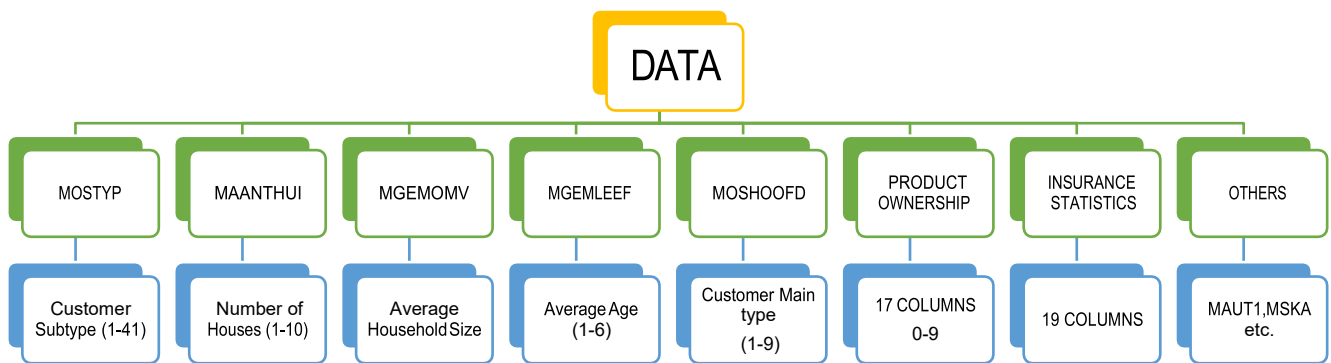 DATA
MOSTYP
MAANTHUI
MGEMOMV
MGEMLEEF
MOSHOOFD
PRODUCT
OWNERSHIP
INSURANCE
STATISTICS
OTHERS
Customer
Subtype (1-41)
Number of
Houses (1-10)
Average
Household Size
Average Age
(1-6)
Customer Main
type
(1-9)
17 COLUMNS
0-9
19 COLUMNS
MAUT1,MSKA
etc.